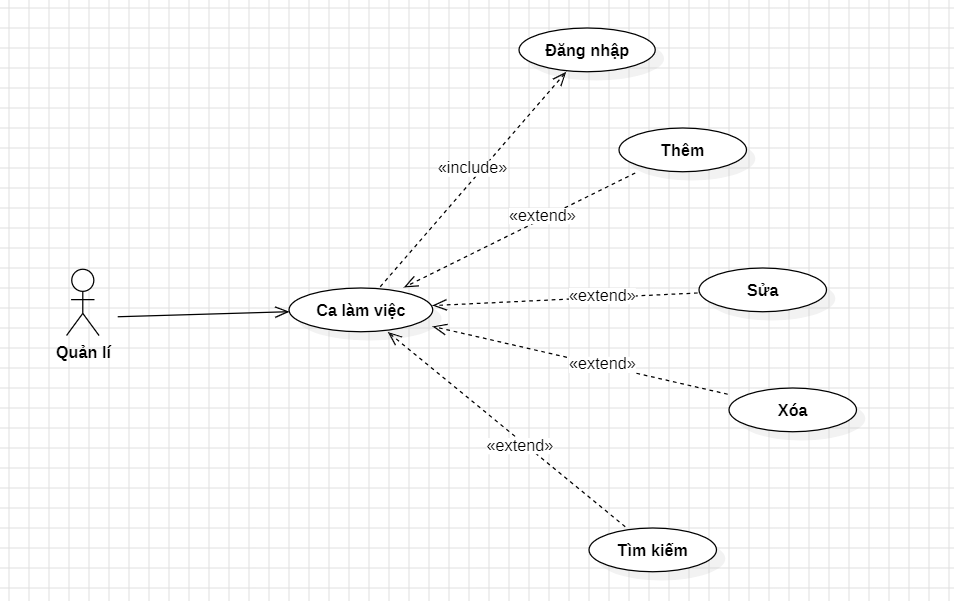 Đăng nhập
Thêm
«include»
«extend»
Sửa
«extend»
Ca làm việc
Quản lí
«extend»
Xóa
«extend»
Tìm kiếm